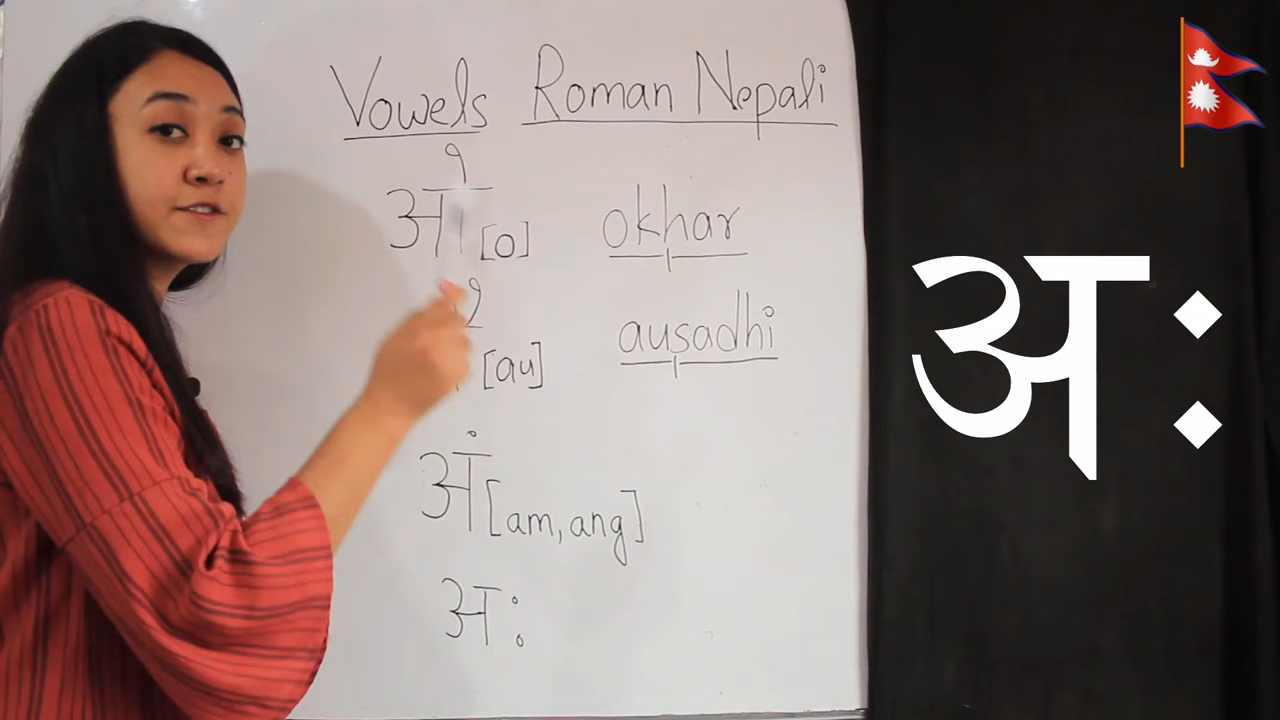 Vowels Roman Nepali
ओ [o] okhar
[au] ausadhi
अं [am, ang]
अः
अः